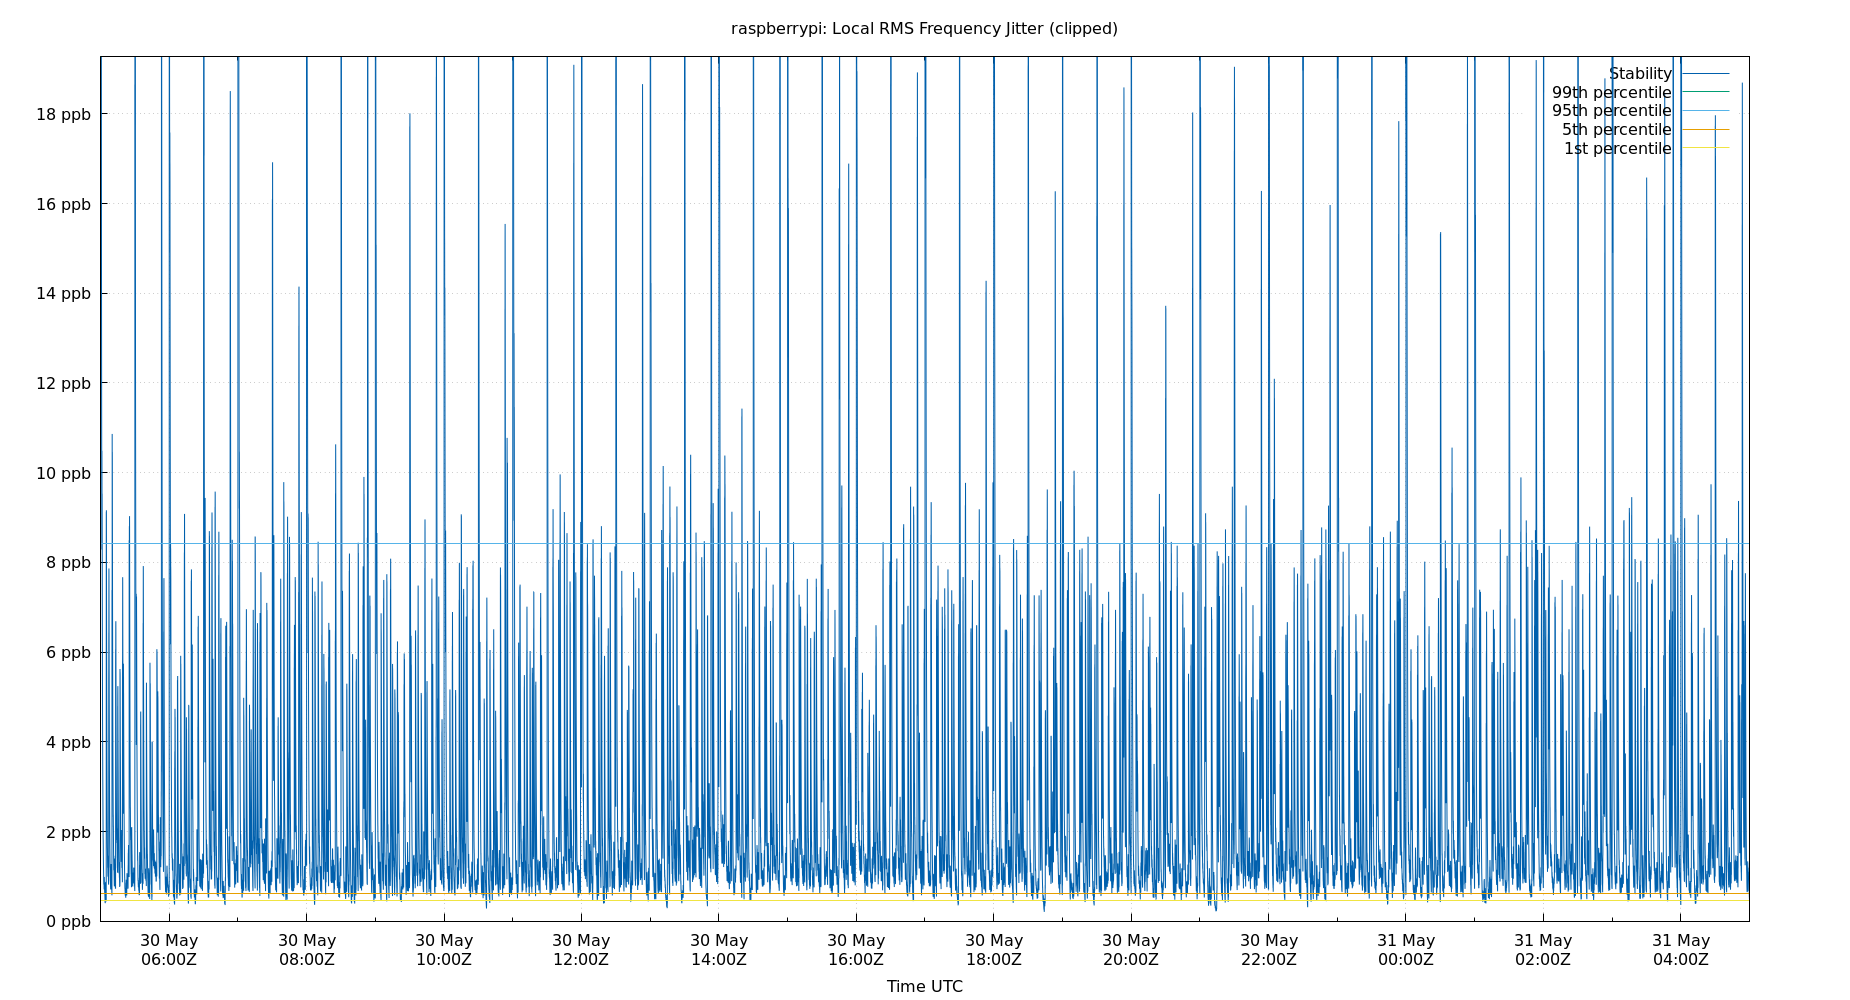 raspberrypi: Local RMS Frequency Jitter (clipped)
Stability
99th percentile
95th percentile
5th percentile
1st percentile
18 ppb
16 ppb
14 ppb
12 ppb
10 ppb
8 ppb
6 ppb
4 ppb
2 ppb
0 ppb
30 May 30 May 30 May 30 May 30 May 30 May 30 May 30 May 30 May 31 May 31 May 31 May
06:00Z 08:00Z 10:00Z 12:00Z 14:00Z 16:00Z 18:00Z 20:00Z 22:00Z 00:00Z 02:00Z 04:00Z
Time UTC